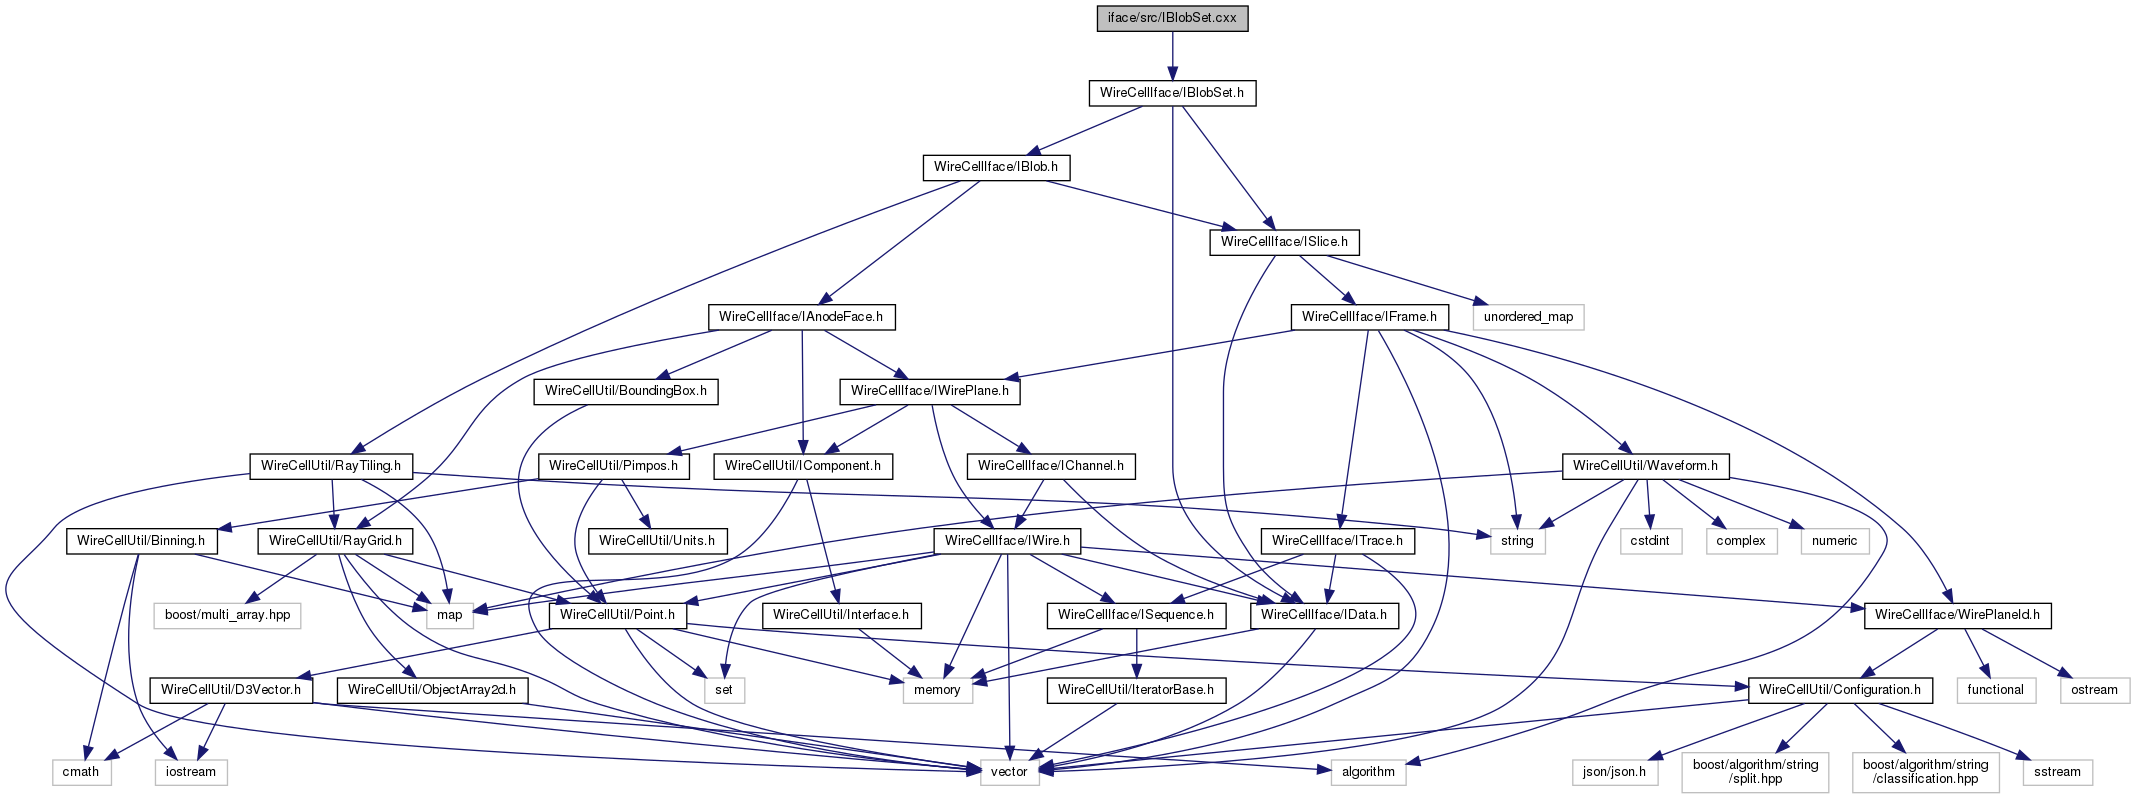 iface/src/IBlobSet.cxx
WireCellIface/IBlobSet.h
WireCellIface/IBlob.h
WireCellIface/ISlice.h
WireCellIface/IAnodeFace.h
WireCellIface/IFrame.h
unordered_map
WireCellUtil/BoundingBox.h
WireCellIface/IWirePlane.h
WireCellUtil/RayTiling.h
WireCellUtil/Pimpos.h
WireCellUtil/IComponent.h
WireCellIface/IChannel.h
WireCellUtil/Waveform.h
WireCellUtil/Binning.h
WireCellUtil/RayGrid.h
WireCellUtil/Units.h
WireCellIface/IWire.h
WireCellIface/ITrace.h
string
cstdint
complex
numeric
boost/multi_array.hpp
map
WireCellUtil/Point.h
WireCellUtil/Interface.h
WireCellIface/ISequence.h
WireCellIface/IData.h
WireCellIface/WirePlaneId.h
WireCellUtil/D3Vector.h
WireCellUtil/ObjectArray2d.h
set
memory
WireCellUtil/IteratorBase.h
WireCellUtil/Configuration.h
functional
ostream
cmath
iostream
vector
algorithm
json/json.h
boost/algorithm/string
/split.hpp
boost/algorithm/string
/classification.hpp
sstream